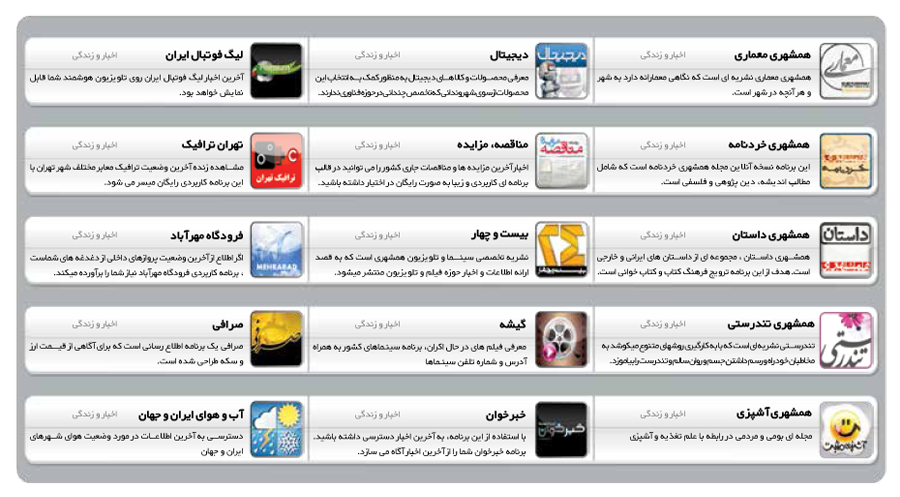 همشهری معماری
اخبار و زندگی
همشهری معماری نشریه ای است که نگاهی معمارانه دارد به شهر
و هر آنچه در شهر است.
دیجیتال
اخبار و زندگی
معرفی محصولات و کالاهای دیجیتال به منظور کمک به انتخاب این
محصولات از سوی شهروندانی که تخصص چندانی در حوزه فناوری ندارند.
لیگ فوتبال ایران
اخبار و زندگی
آخرین اخبار لیگ فوتبال ایران روی تلویزیون هوشمند شما قابل
نمایش خواهد بود.
همشهری خردنامه
اخبار و زندگی
این برنامه نسخه آنلاین مجله همشهری خردنامه است که شامل
مطالب اندیشه، دین پژوهی و فلسفی است.
مناقصه
مناقصه، مزایده
اخبار و زندگی
اخبار آخرین مزایده ها و مناقصات جاری کشور را می توانید در قالب
برنامه ای کاربردی و زیبا به صورت رایگان در اختیار داشته باشید.
ترافیک تهران
تهران ترافیک
اخبار و زندگی
مشاهده زنده آخرین وضعیت ترافیک معابر مختلف شهر تهران با
این برنامه کاربردی رایگان میسر می شود.
داستان
همشهری داستان
اخبار و زندگی
همشهری داستان ، مجموعه ای از داستان های ایرانی و خارجی
است. هدف از این برنامه ترویج فرهنگ کتاب و کتاب خوانی است.
بیست و چهار
اخبار و زندگی
نشریه تخصصی سینما و تلویزیون همشهری است که به قصد
ارائه اطلاعات و اخبار حوزه فیلم و تلویزیون منتشر میشود.
MEHRABAD
فرودگاه مهرآباد
اخبار و زندگی
اگر اطلاع از آخرین وضعیت پروازهای داخلی از دغدغه های شماست
، برنامه کاربردی فرودگاه مهرآباد نیاز شما را برآورده میکند.
تندرستی
همشهری تندرستی
اخبار و زندگی
تندرستی نشریه ای است که با به کارگیری روشهای متنوع میکوشد به
مخاطبان خود راه و رسم داشتن جسم و روان سالم و تندرست را بیاموزد.
گیشه
اخبار و زندگی
معرفی فیلم های در حال اکران، برنامه سینماهای کشور به همراه
آدرس و شماره تلفن سینماها
صرافی
صرافی
اخبار و زندگی
صرافی یک برنامه اطلاع رسانی است که برای آگاهی از قیمت ارز
و سکه طراحی شده است.
همشهری آشپزی
اخبار و زندگی
مجله ای بومی و مردمی در رابطه با علم تغذیه و آشپزی
خبرخوان
خبرخوان
اخبار و زندگی
با استفاده از این برنامه، به آخرین اخبار دسترسی داشته باشید.
برنامه خبرخوان شما را از آخرین اخبار آگاه می سازد.
آب و هوای ایران و جهان
اخبار و زندگی
دسترسی به آخرین اطلاعات در مورد وضعیت هوای شهرهای
ایران و جهان